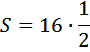 S = 16 · 1/2